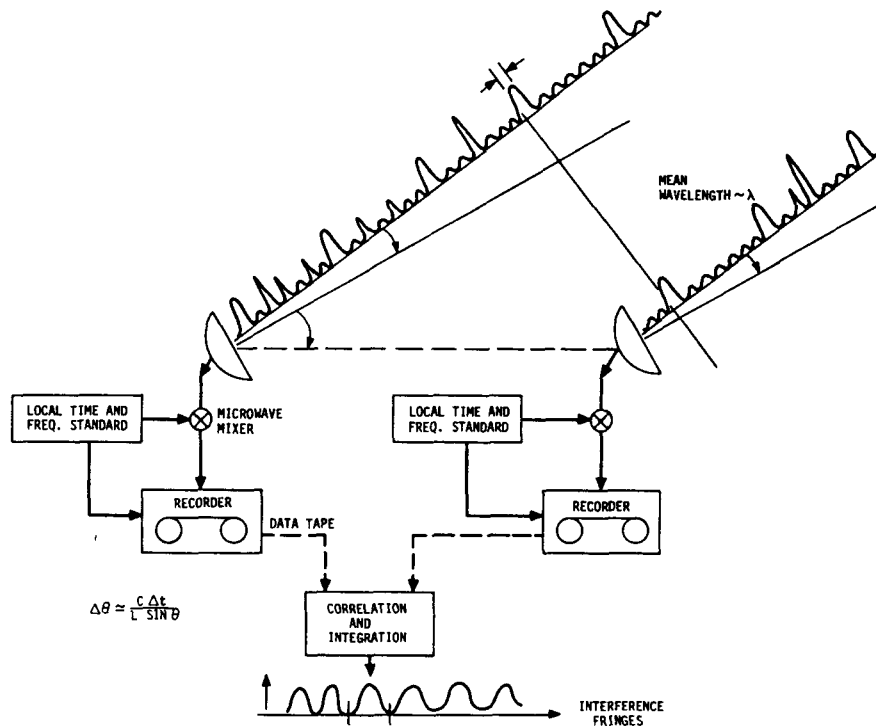 MEAN
WAVELENGTH ~ λ
LOCAL TIME AND
FREQ. STANDARD
MICROWAVE
MIXER
LOCAL TIME AND
FREQ. STANDARD
RECORDER
DATA TAPE
RECORDER
Δθ ≃ C Δt / L SIN θ
CORRELATION
AND
INTEGRATION
INTERFERENCE
FRINGES